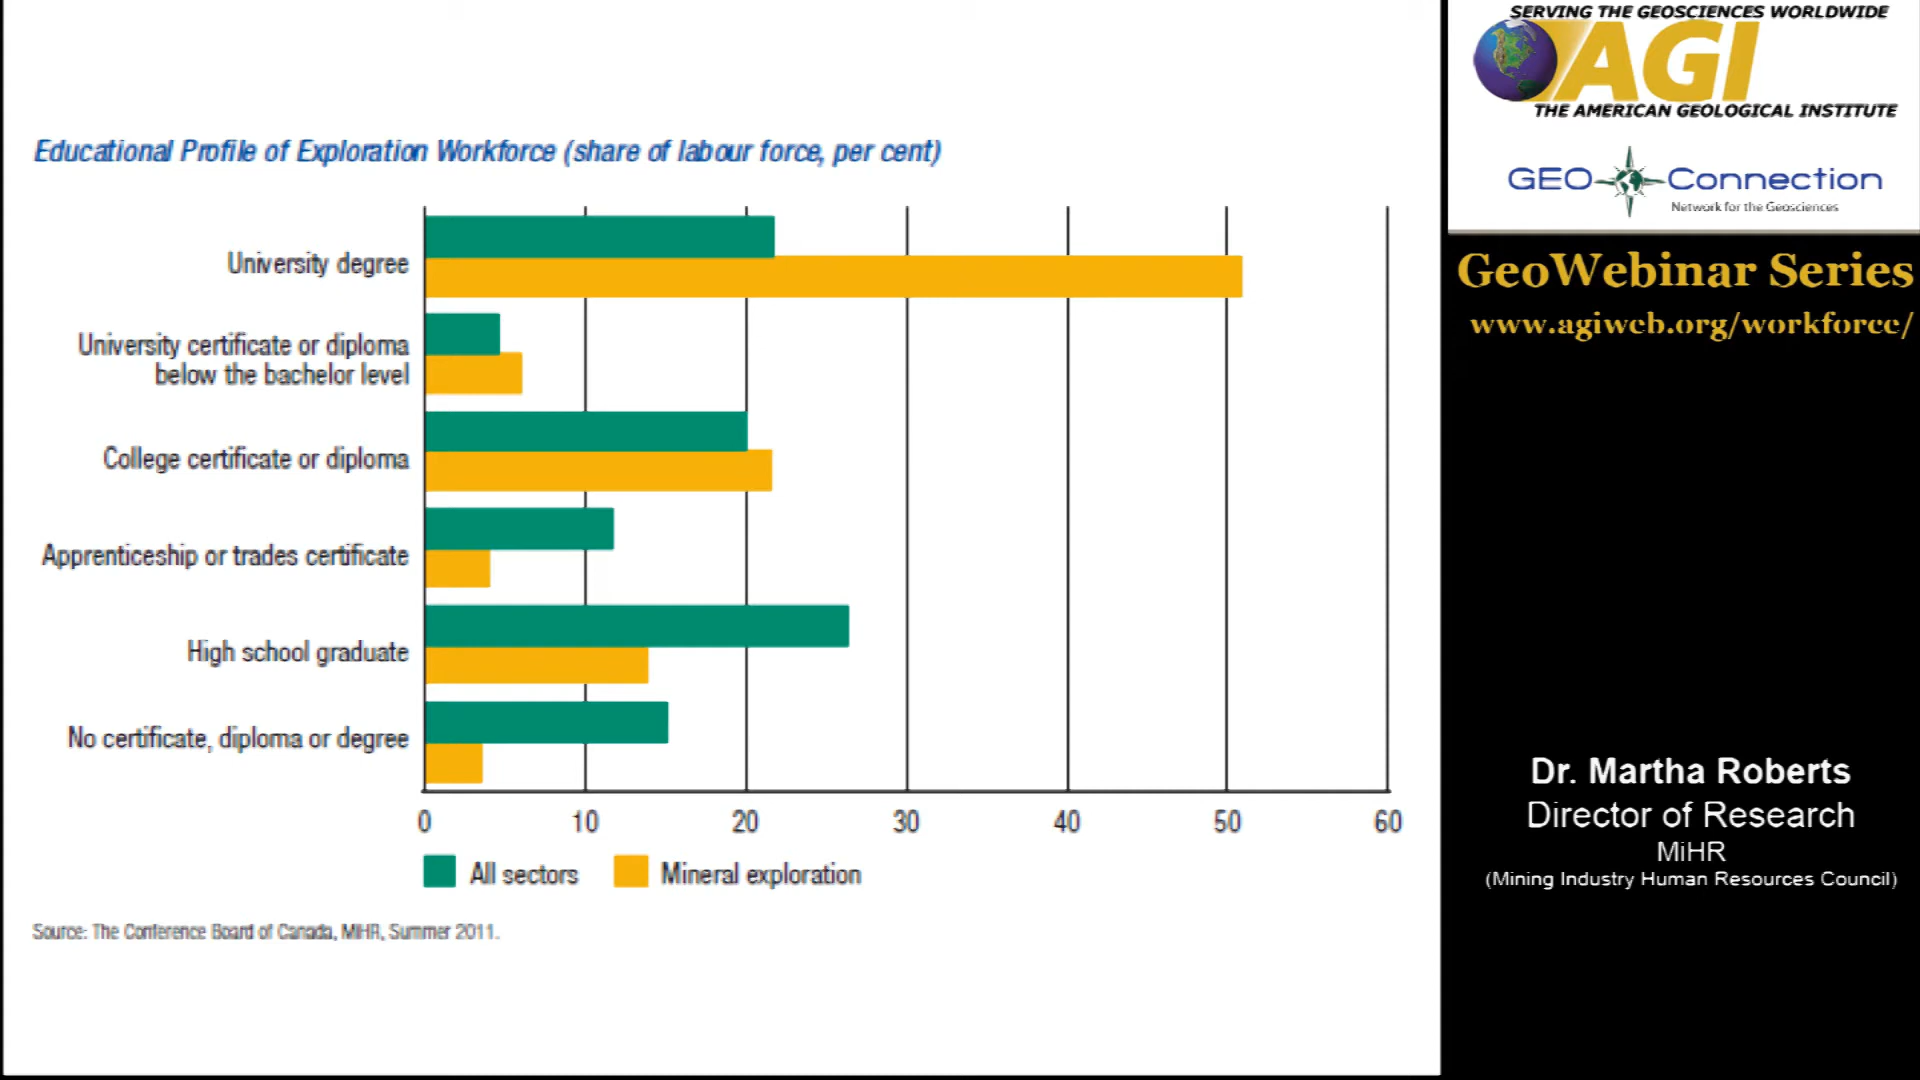 Educational Profile of Exploration Workforce (share of labour force, per cent)
University degree
University certificate or diploma
below the bachelor level
College certificate or diploma
Apprenticeship or trades certificate
High school graduate
No certificate, diploma or degree
0 10 20 30 40 50 60
All sectors Mineral exploration
Source: The Conference Board of Canada, MiHR, Summer 2011.
SERVING THE GEOSCIENCES WORLDWIDE
AGI
THE AMERICAN GEOLOGICAL INSTITUTE
GEO Connection
Network for the Geosciences
GeoWebinar Series
www.agiweb.org/workforce/
Dr. Martha Roberts
Director of Research
MiHR
(Mining Industry Human Resources Council)